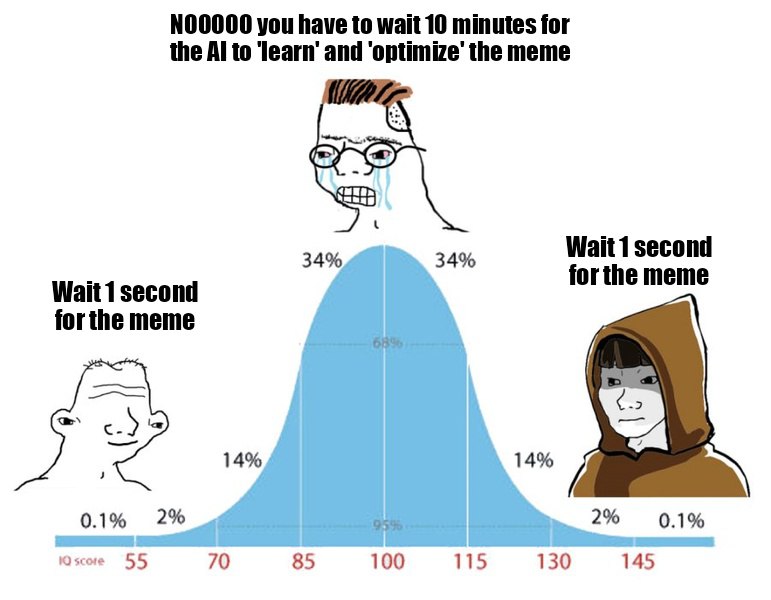 NOOOOO you have to wait 10 minutes for
the AI to 'learn' and 'optimize' the meme
Wait 1 second
for the meme
Wait 1 second
for the meme
34% 34%
68%
14% 14%
95%
0.1% 2% 2% 0.1%
IQ score 55 70 85 100 115 130 145